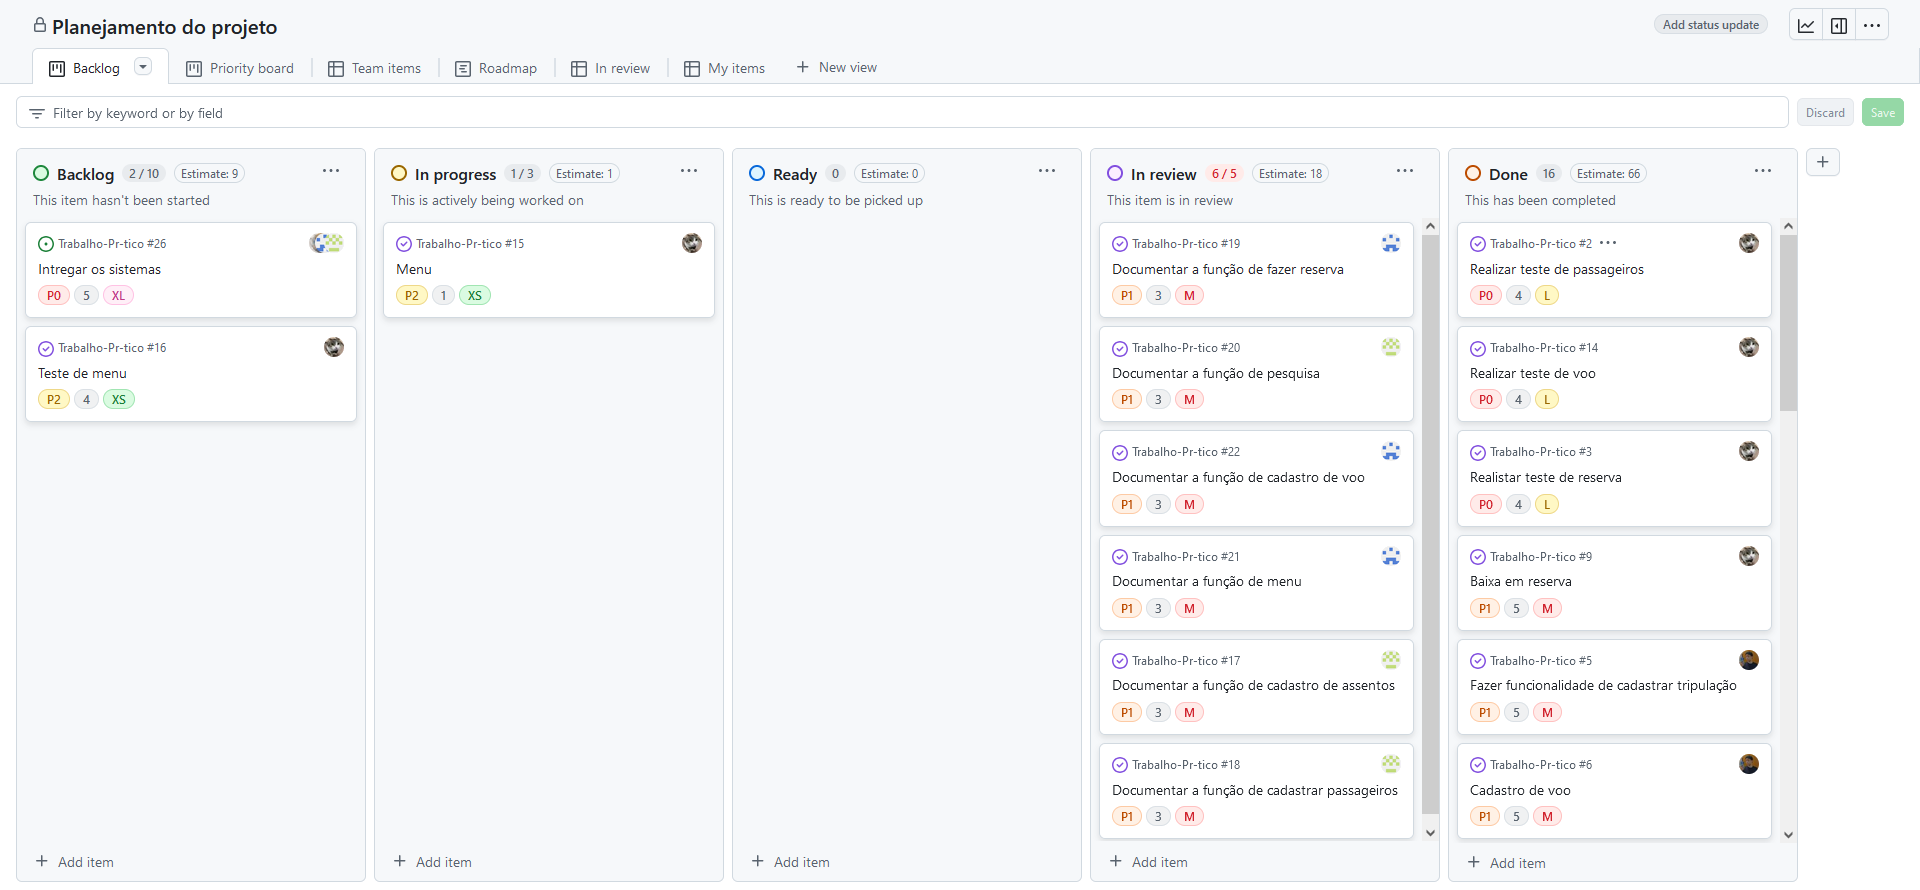 Planejamento do projeto
Add status update
Backlog
Priority board
Team items
Roadmap
In review
My items
New view
Filter by keyword or by field
Discard
Save
Backlog 2 / 10 Estimate: 9
This item hasn't been started
Trabalho-Pr-tico #26
Intregar os sistemas
P0 5 XL
Trabalho-Pr-tico #16
Teste de menu
P2 4 XS
Add item
In progress 1 / 3 Estimate: 1
This is actively being worked on
Trabalho-Pr-tico #15
Menu
P2 1 XS
Add item
Ready 0 Estimate: 0
This is ready to be picked up
Add item
In review 6 / 5 Estimate: 18
This item is in review
Trabalho-Pr-tico #19
Documentar a função de fazer reserva
P1 3 M
Trabalho-Pr-tico #20
Documentar a função de pesquisa
P1 3 M
Trabalho-Pr-tico #22
Documentar a função de cadastro de voo
P1 3 M
Trabalho-Pr-tico #21
Documentar a função de menu
P1 3 M
Trabalho-Pr-tico #17
Documentar a função de cadastro de assentos
P1 3 M
Trabalho-Pr-tico #18
Documentar a função de cadastrar passageiros
P1 3 M
Add item
Done 16 Estimate: 66
This has been completed
Trabalho-Pr-tico #2
Realizar teste de passageiros
P0 4 L
Trabalho-Pr-tico #14
Realizar teste de voo
P0 4 L
Trabalho-Pr-tico #3
Realistar teste de reserva
P0 4 L
Trabalho-Pr-tico #9
Baixa em reserva
P1 5 M
Trabalho-Pr-tico #5
Fazer funcionalidade de cadastrar tripulação
P1 5 M
Trabalho-Pr-tico #6
Cadastro de voo
P1 5 M
Add item